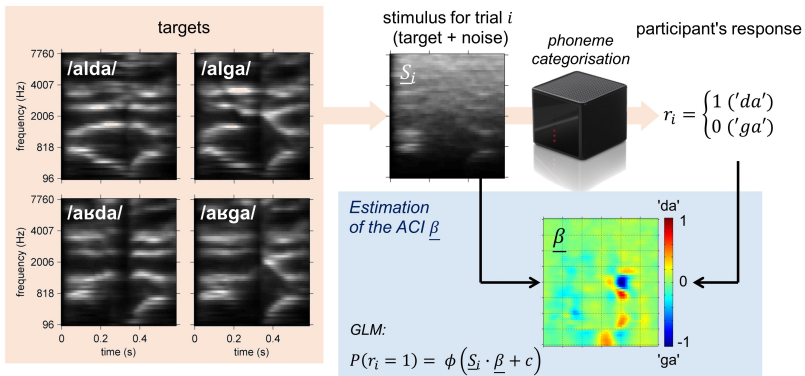 targets
/alda/
/alga/
/aʁda/
/aʁga/
frequency (Hz)
7760
4007
2006
818
96
frequency (Hz)
7760
4007
2006
818
96
0 0.2 0.4
0 0.2 0.4
time (s)
time (s)
stimulus for trial i
(target + noise)
S_i
phoneme
categorisation
participant's response
r_i = { 1 ('da')
0 ('ga')
Estimation
of the ACI β
β
'da'
1
0
-1
'ga'
GLM:
P(r_i = 1) = ϕ(S_i · β + c)